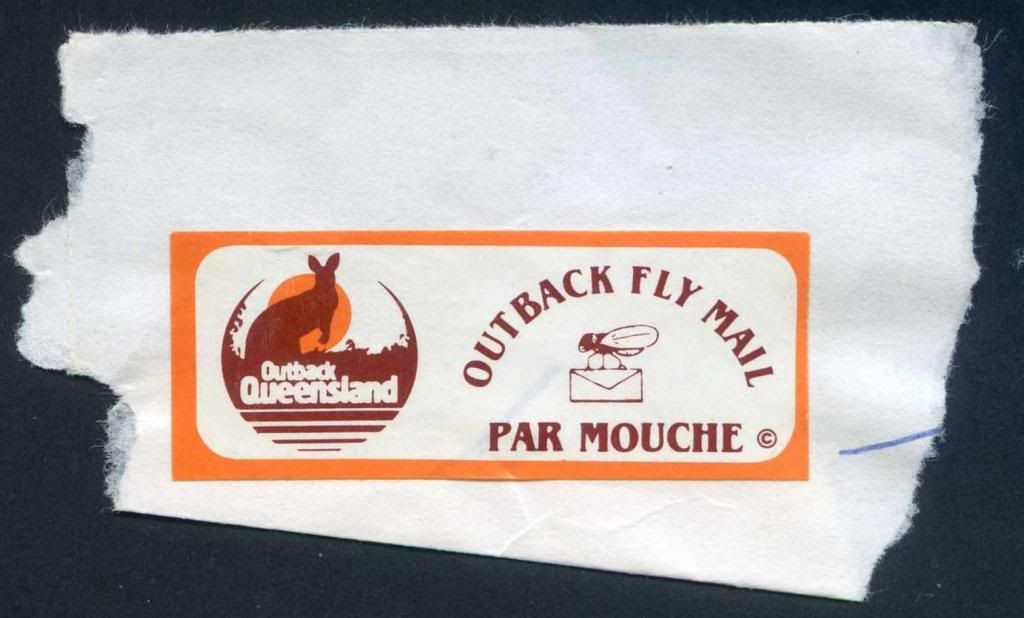 Outback
Queensland
OUTBACK FLY MAIL
PAR MOUCHE ©